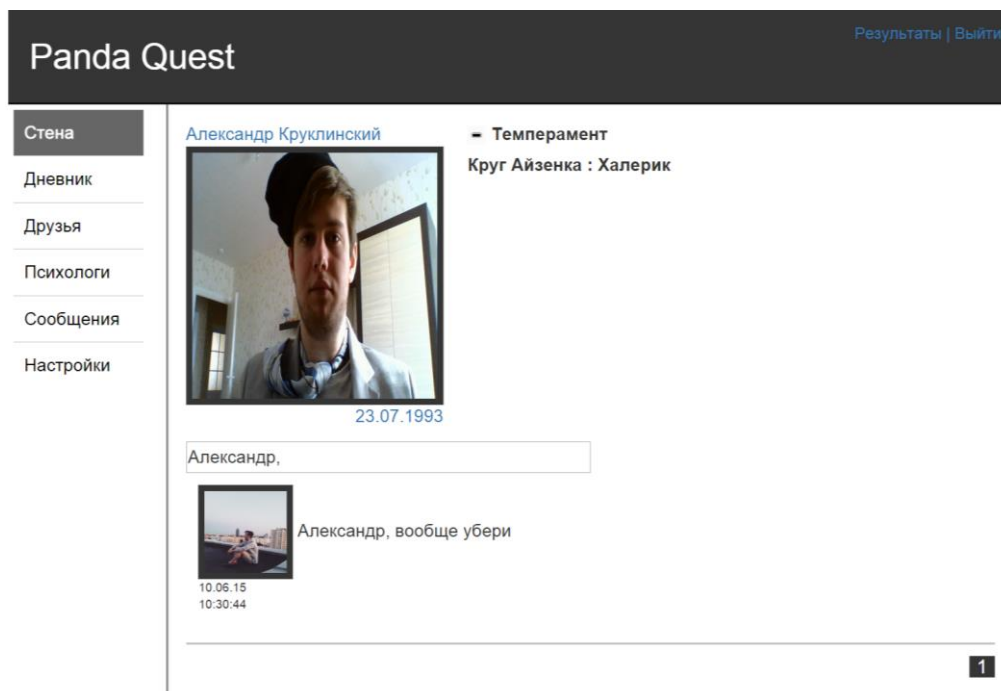 Panda Quest
Результаты | Выйти
Стена
Дневник
Друзья
Психологи
Сообщения
Настройки
Александр Круклинский
23.07.1993
- Темперамент
Круг Айзенка : Халерик
Александр,
Александр, вообще убери
10.06.15
10:30:44
1